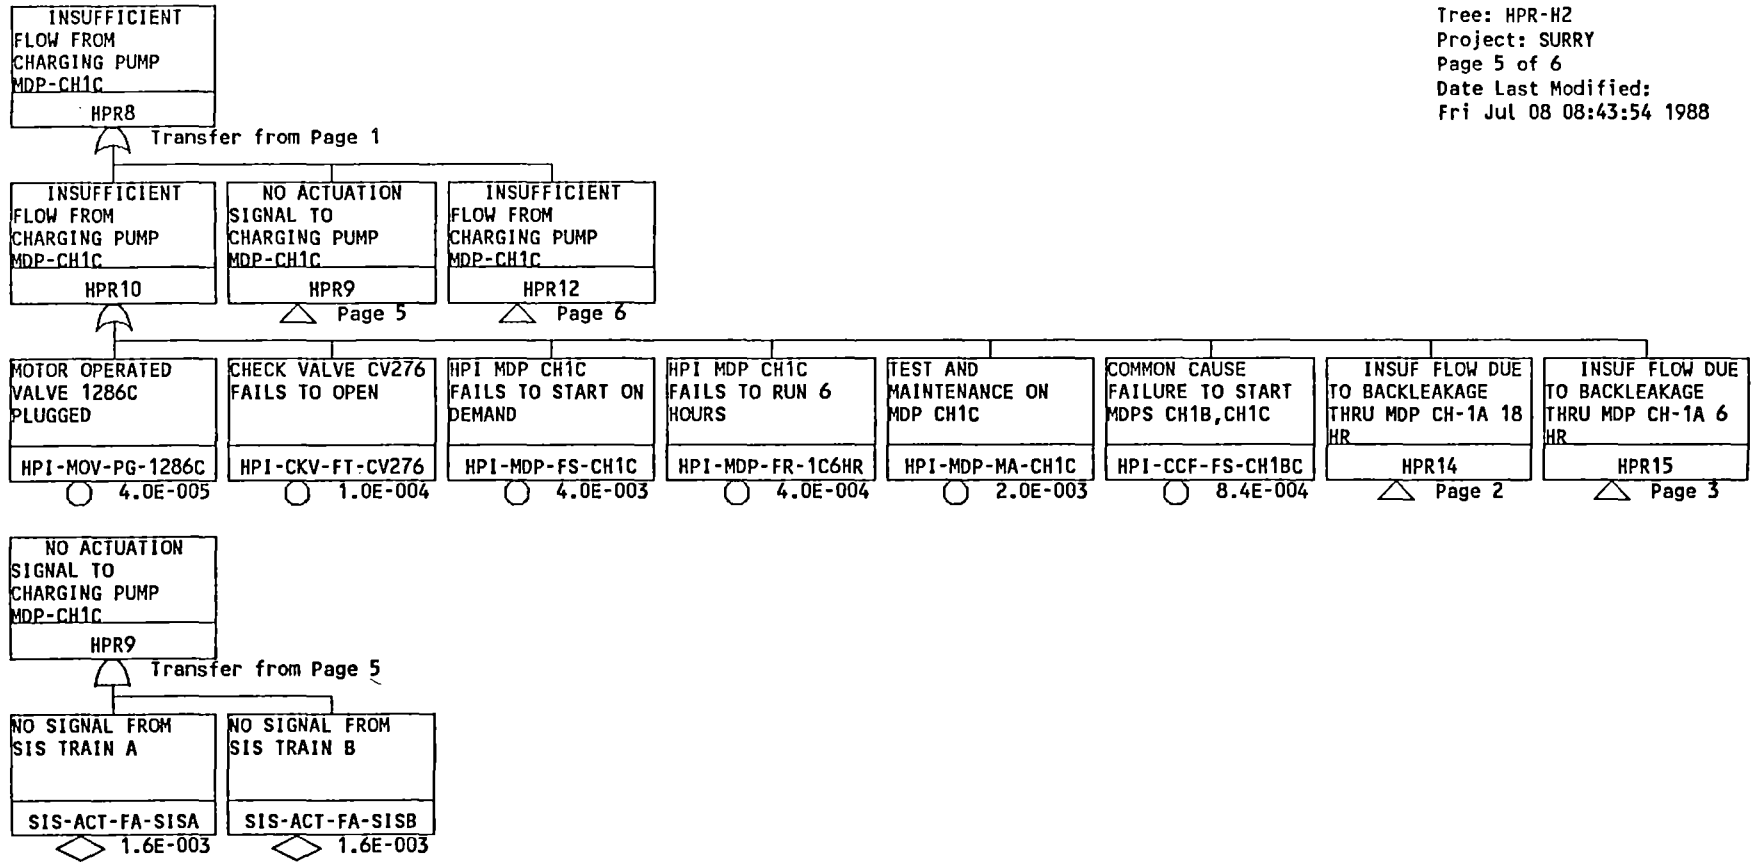 Tree: HPR-H2
Project: SURRY
Page 5 of 6
Date Last Modified:
Fri Jul 08 08:43:54 1988
INSUFFICIENT
FLOW FROM
CHARGING PUMP
MDP-CH1C
HPR8
Transfer from Page 1
INSUFFICIENT
FLOW FROM
CHARGING PUMP
MDP-CH1C
HPR10
NO ACTUATION
SIGNAL TO
CHARGING PUMP
MDP-CH1C
HPR9
Page 5
INSUFFICIENT
FLOW FROM
CHARGING PUMP
MDP-CH1C
HPR12
Page 6
MOTOR OPERATED
VALVE 1286C
PLUGGED
HPI-MOV-PG-1286C
4.0E-005
CHECK VALVE CV276
FAILS TO OPEN
HPI-CKV-FT-CV276
1.0E-004
HPI MDP CH1C
FAILS TO START ON
DEMAND
HPI-MDP-FS-CH1C
4.0E-003
HPI MDP CH1C
FAILS TO RUN 6
HOURS
HPI-MDP-FR-1C6HR
4.0E-004
TEST AND
MAINTENANCE ON
MDP CH1C
HPI-MDP-MA-CH1C
2.0E-003
COMMON CAUSE
FAILURE TO START
MDPS CH1B,CH1C
HPI-CCF-FS-CH1BC
8.4E-004
INSUF FLOW DUE
TO BACKLEAKAGE
THRU MDP CH-1A 18
HR
HPR14
Page 2
INSUF FLOW DUE
TO BACKLEAKAGE
THRU MDP CH-1A 6
HR
HPR15
Page 3
NO ACTUATION
SIGNAL TO
CHARGING PUMP
MDP-CH1C
HPR9
Transfer from Page 5
NO SIGNAL FROM
SIS TRAIN A
SIS-ACT-FA-SISA
1.6E-003
NO SIGNAL FROM
SIS TRAIN B
SIS-ACT-FA-SISB
1.6E-003